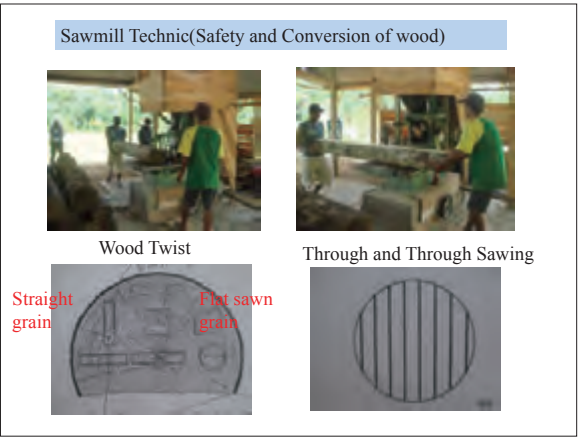 Sawmill Technic(Safety and Conversion of wood)
Wood Twist
Through and Through Sawing
Straight
grain
Flat sawn
grain